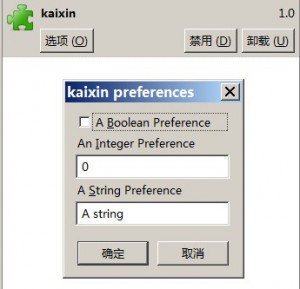 kaixin 1.0
选项 (O) 禁用 (D) 卸载 (U)
kaixin preferences
A Boolean Preference
An Integer Preference
0
A String Preference
A string
确定 取消